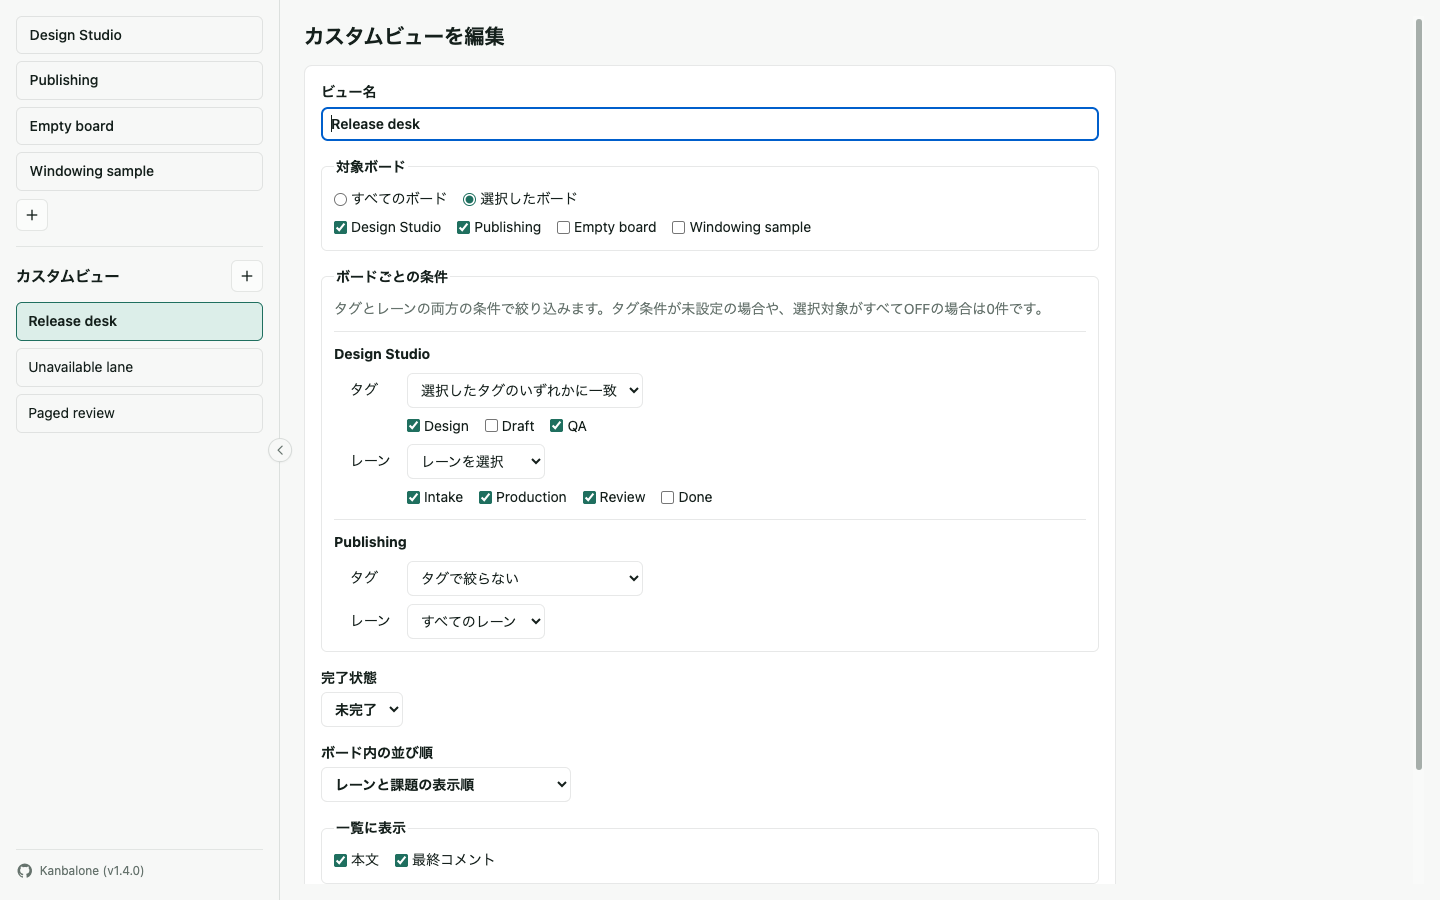 Design Studio
Publishing
Empty board
Windowing sample
カスタムビュー
Release desk
Unavailable lane
Paged review
Kanbalone (v1.4.0)
カスタムビューを編集
ビュー名
Release desk
対象ボード
すべてのボード 選択したボード
Design Studio Publishing Empty board Windowing sample
ボードごとの条件
タグとレーンの両方の条件で絞り込みます。タグ条件が未設定の場合や、選択対象がすべてOFFの場合は0件です。
Design Studio
タグ 選択したタグのいずれかに一致
Design Draft QA
レーン レーンを選択
Intake Production Review Done
Publishing
タグ タグで絞らない
レーン すべてのレーン
完了状態
未完了
ボード内の並び順
レーンと課題の表示順
一覧に表示
本文 最終コメント